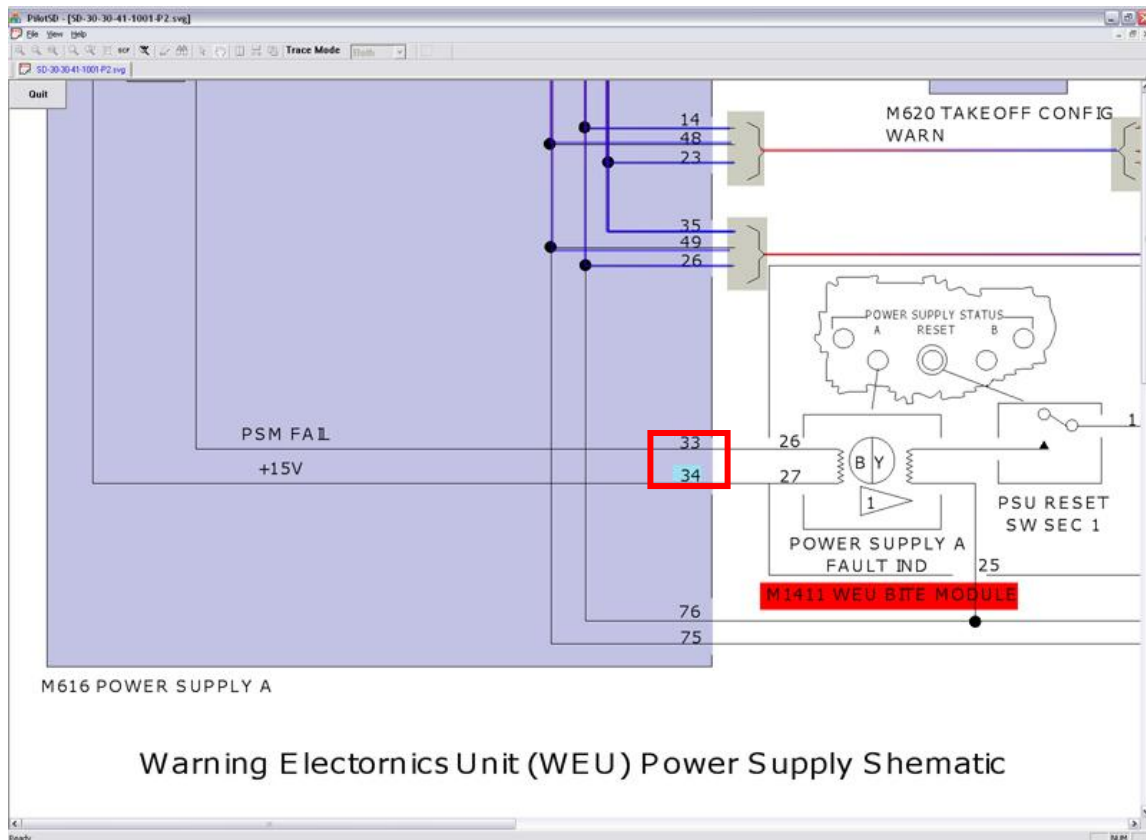 PilotSD - [SD-30-30-41-1001-P2.svg]
File View Help
SCF Trace Mode Both
SD-30-30-41-1001-P2.svg
Quit
M620 TAKEOFF CONFIG
WARN
14
48
23
35
49
26
POWER SUPPLY STATUS
A RESET B
PSM FAIL 33 26 1
+15V 34 27
B Y
1
PSU RESET
SW SEC 1
POWER SUPPLY A
FAULT IND 25
M1411 WEU BITE MODULE
76
75
M616 POWER SUPPLY A
Warning Electornics Unit (WEU) Power Supply Shematic
Ready NUM